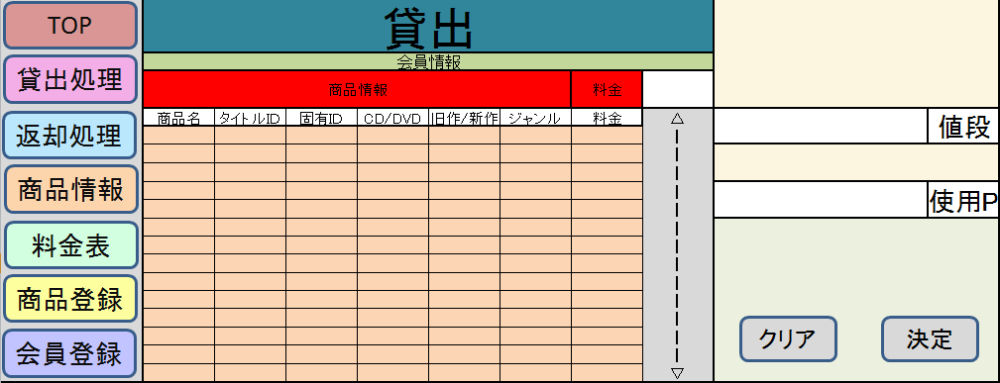 TOP
貸出処理
返却処理
商品情報
料金表
商品登録
会員登録
貸出
会員情報
商品情報 料金
商品名 タイトルID 固有ID CD/DVD 旧作/新作 ジャンル 料金
値段
使用P
クリア 決定